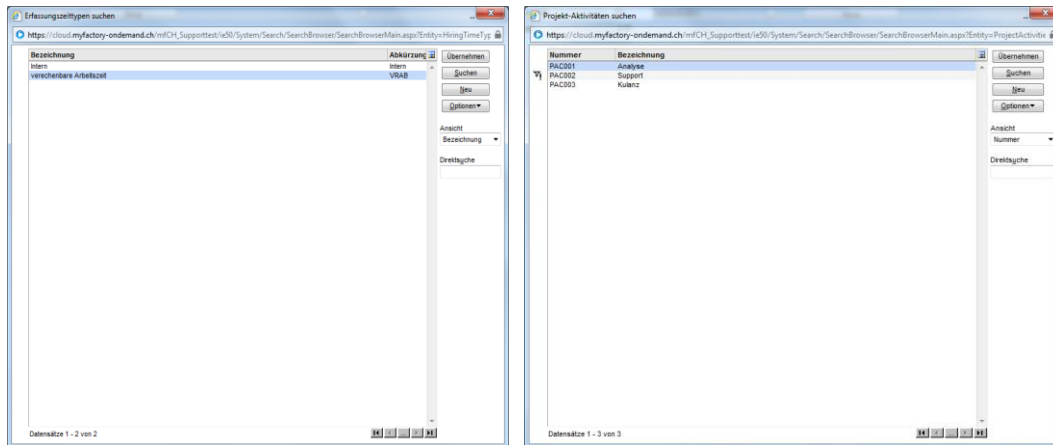 Erfassungszeittypen suchen
https://cloud.myfactory-ondemand.ch/mfCH_Supporttest/ie50/System/Search/SearchBrowser/SearchBrowserMain.aspx?Entity=HiringTimeTyp
Bezeichnung Abkürzung
Intern Intern
verechenbare Arbeitszeit VRAB
Übernehmen
Suchen
Neu
Optionen
Ansicht
Bezeichnung
Direktsuche
Datensätze 1 - 2 von 2
Projekt-Aktivitäten suchen
https://cloud.myfactory-ondemand.ch/mfCH_Supporttest/ie50/System/Search/SearchBrowser/SearchBrowserMain.aspx?Entity=ProjectActivitie
Nummer Bezeichnung
PAC001 Analyse
PAC002 Support
PAC003 Kulanz
Übernehmen
Suchen
Neu
Optionen
Ansicht
Nummer
Direktsuche
Datensätze 1 - 3 von 3